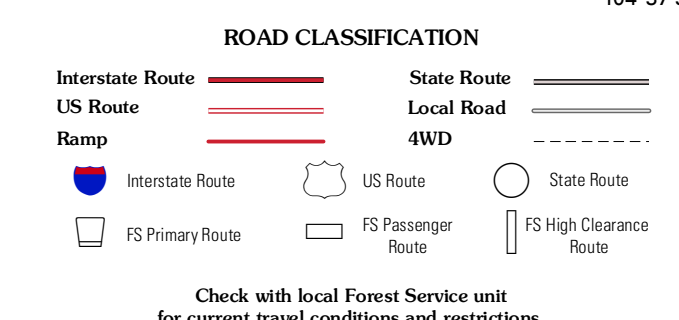 ROAD CLASSIFICATION
Interstate Route
State Route
US Route
Local Road
Ramp
4WD
Interstate Route
US Route
State Route
FS Primary Route
FS Passenger
Route
FS High Clearance
Route
Check with local Forest Service unit
for current travel conditions and restrictions